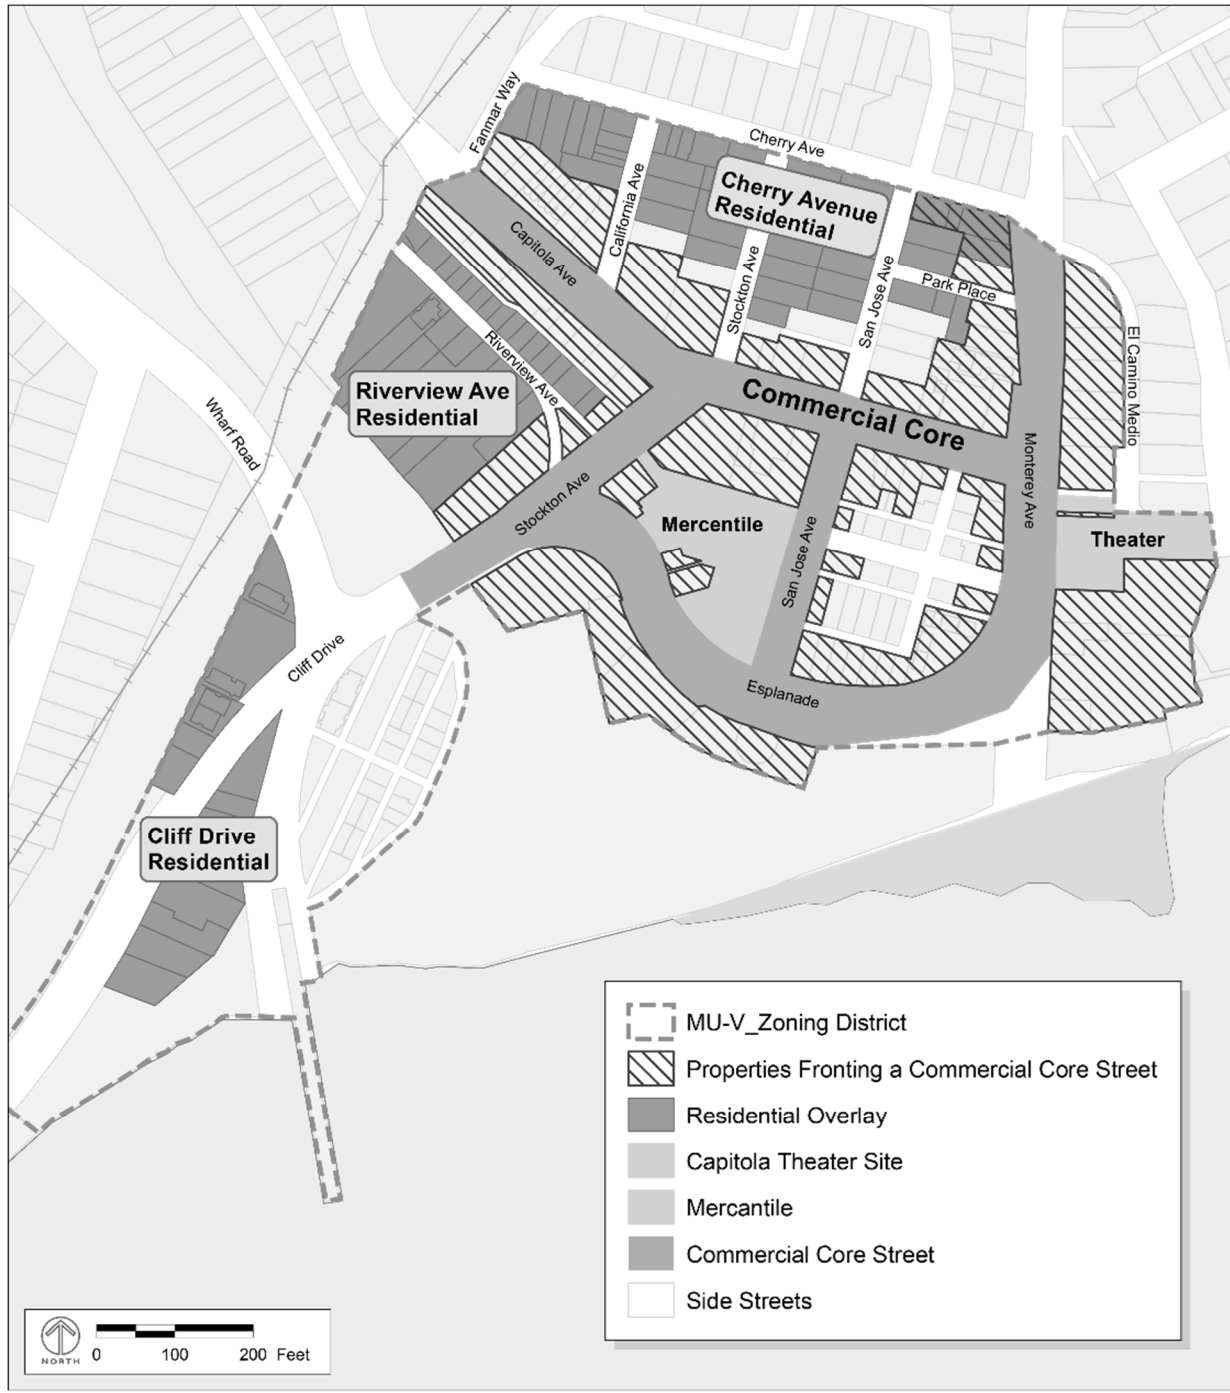 Fanmar Way
Cherry Ave
Cherry Avenue
Residential
California Ave
Capitola Ave
Stockton Ave
San Jose Ave
Park Place
El Camino Medio
Riverview Ave
Riverview Ave
Residential
Commercial Core
Wharf Road
Stockton Ave
Mercentile
San Jose Ave
Monterey Ave
Theater
Cliff Drive
Esplanade
Cliff Drive
Residential
MU-V_Zoning District
Properties Fronting a Commercial Core Street
Residential Overlay
Capitola Theater Site
Mercantile
Commercial Core Street
Side Streets
NORTH
0 100 200 Feet